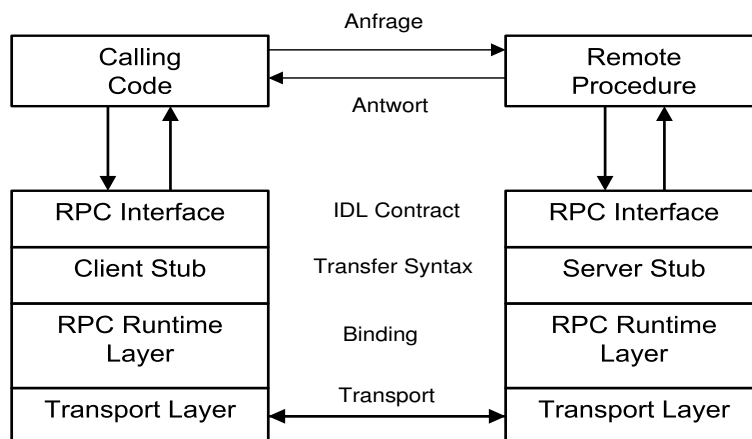 Anfrage
Calling
Code
Remote
Procedure
Antwort
RPC Interface
IDL Contract
RPC Interface
Client Stub
Transfer Syntax
Server Stub
RPC Runtime
Layer
Binding
RPC Runtime
Layer
Transport Layer
Transport
Transport Layer